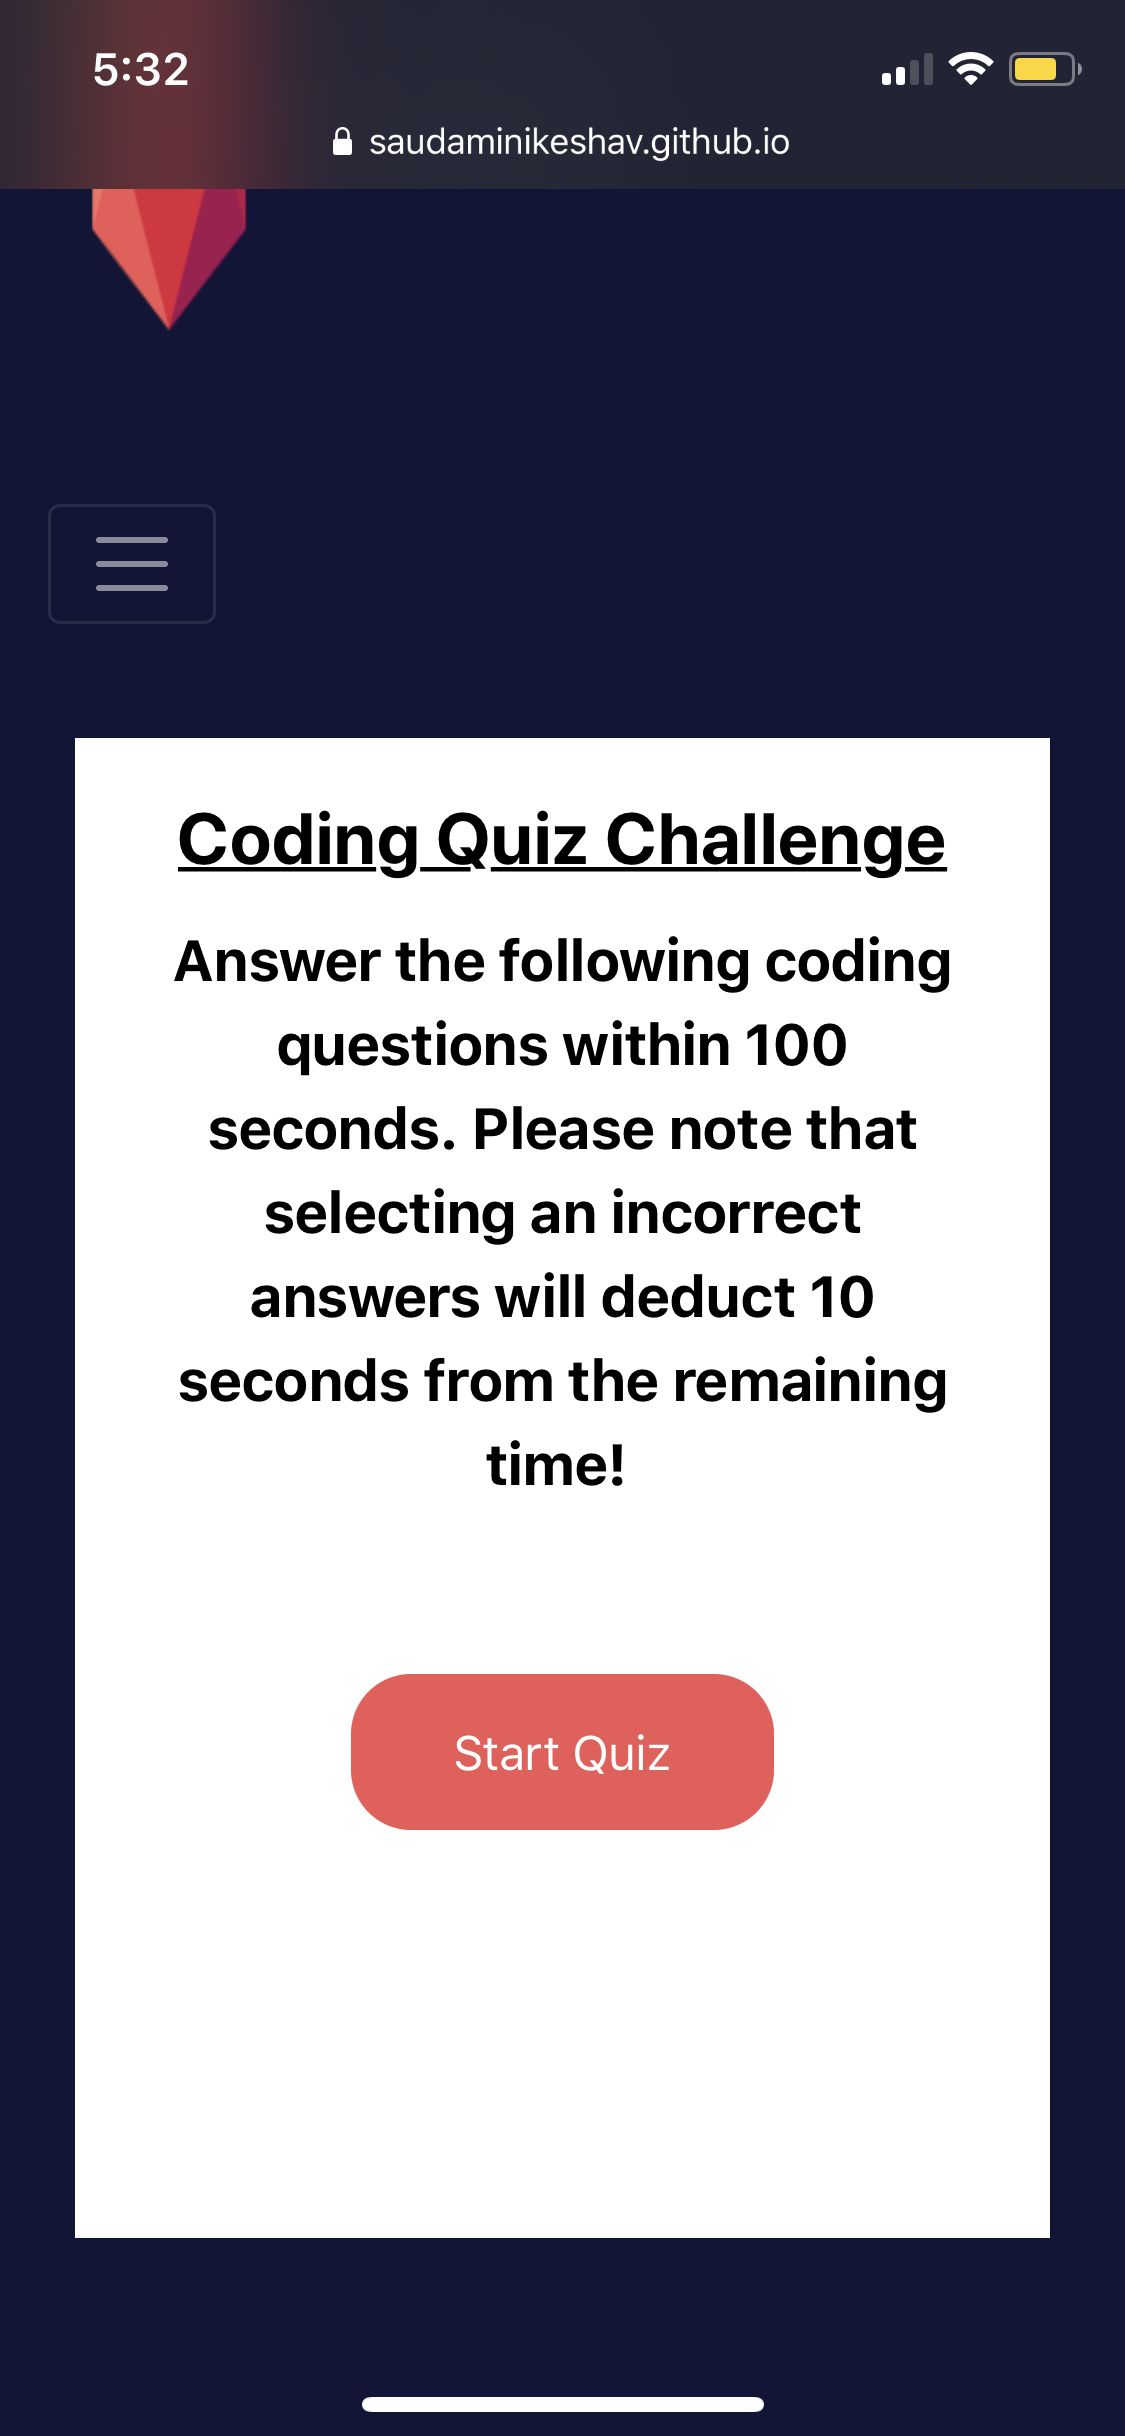 5:32
saudaminikeshav.github.io
Coding Quiz Challenge
Answer the following coding
questions within 100
seconds. Please note that
selecting an incorrect
answers will deduct 10
seconds from the remaining
time!
Start Quiz